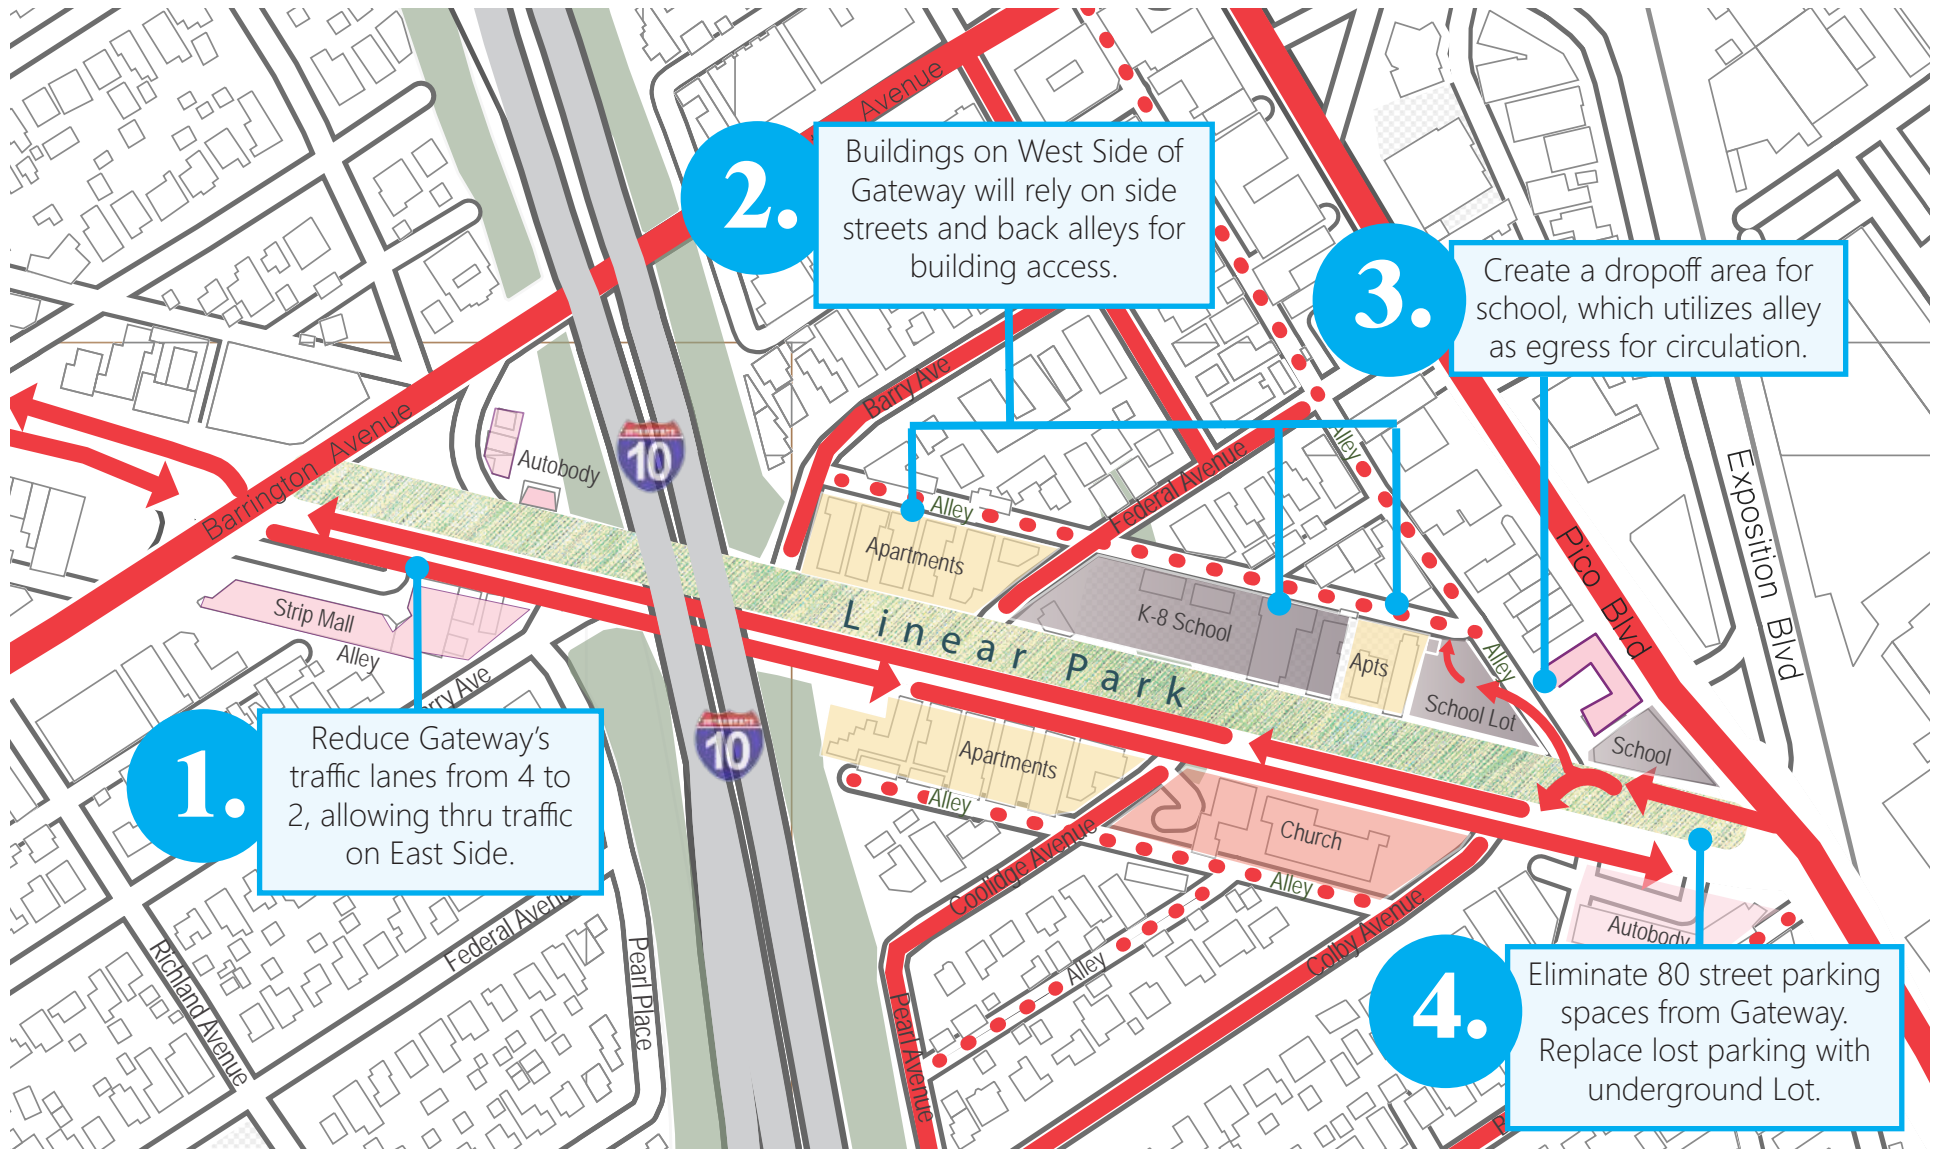 Avenue
2.
Buildings on West Side of
Gateway will rely on side
streets and back alleys for
building access.
3.
Create a dropoff area for
school, which utilizes alley
as egress for circulation.
Barry Ave
Barrington Avenue
Autobody
INTERSTATE
10
Alley
Federal Avenue
Alley
Pico Blvd
Exposition Blvd
Apartments
K-8 School
Apts
Alley
School Lot
School
Linear Park
Strip Mall
Alley
rry Ave
1.
Reduce Gateway's
traffic lanes from 4 to
2, allowing thru traffic
on East Side.
INTERSTATE
10
Apartments
Alley
Church
Alley
Coolidge Avenue
Colby Avenue
Alley
Autobody
Richland Avenue
Federal Avenu
Pearl Place
Pearl Avenue
4.
Eliminate 80 street parking
spaces from Gateway.
Replace lost parking with
underground Lot.